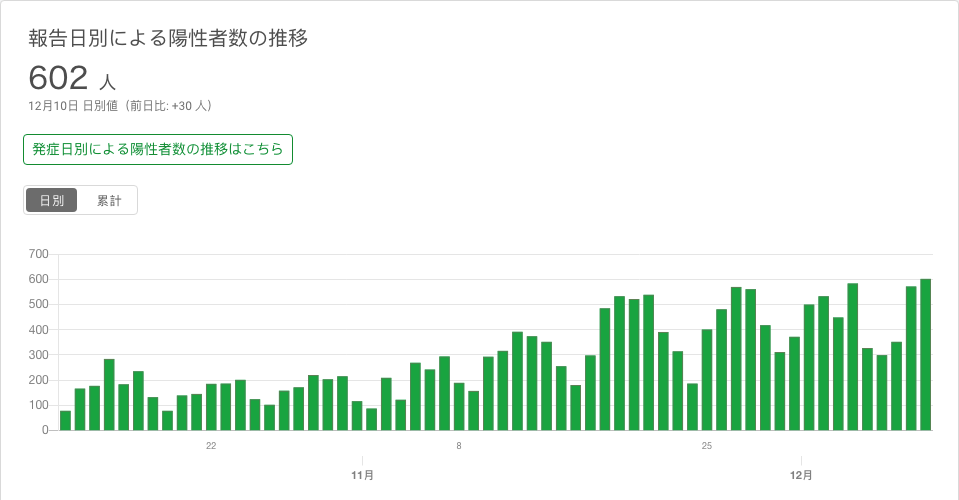 報告日別による陽性者数の推移
602 人
12月10日 日別値（前日比: +30 人）
発症日別による陽性者数の推移はこちら
日別 累計
700
600
500
400
300
200
100
0
22 8 25
11月 12月